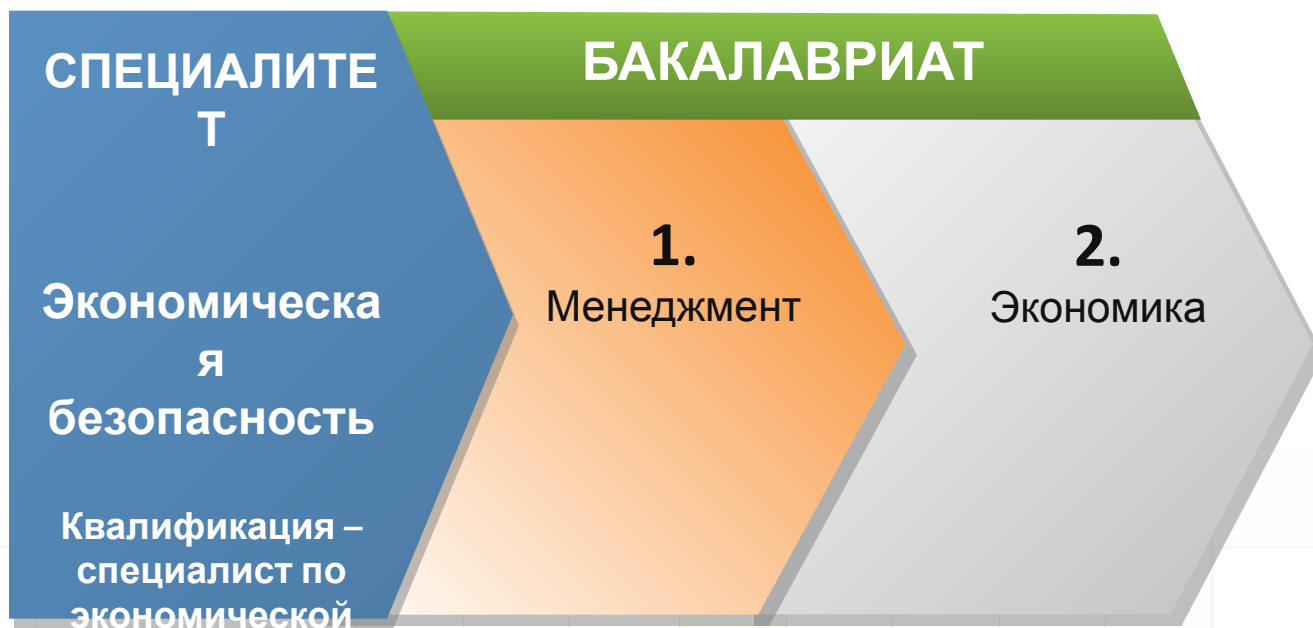 СПЕЦИАЛИТЕ
Т
Экономическа
я
безопасность
Квалификация –
специалист по
экономической
БАКАЛАВРИАТ
1.
Менеджмент
2.
Экономика